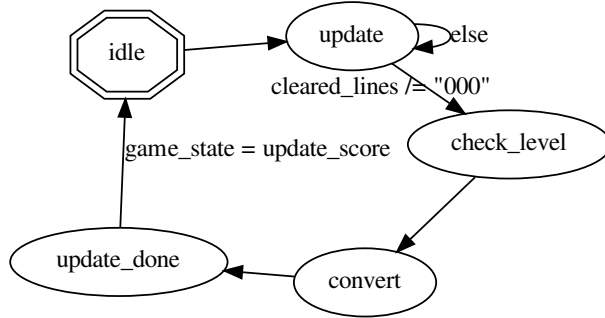 idle
update
else
cleared_lines /= "000"
check_level
game_state = update_score
update_done
convert